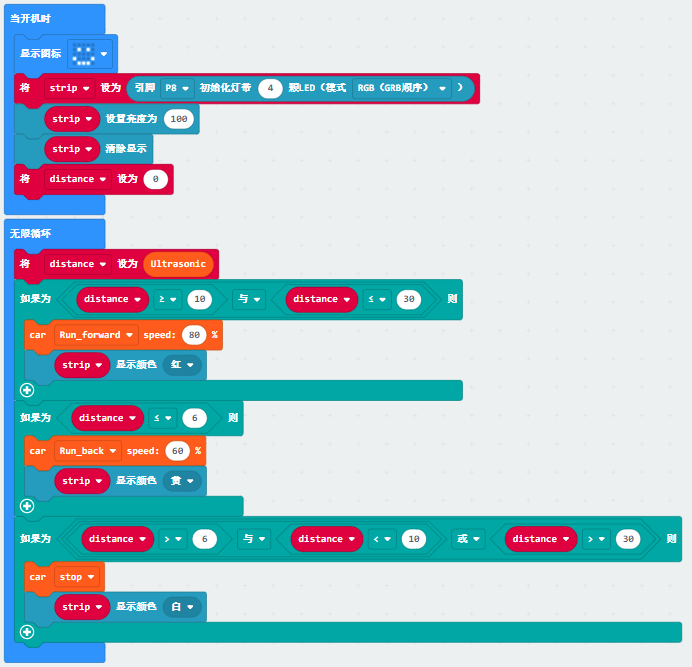 当开机时
显示图标
将 strip 设为 引脚 P8 初始化灯带 4 颗LED（模式 RGB（GRB顺序） ）
strip 设置亮度为 100
strip 清除显示
将 distance 设为 0
无限循环
将 distance 设为 Ultrasonic
如果为 distance ≥ 10 与 distance ≤ 30 则
car Run_forward speed: 80 %
strip 显示颜色 红
如果为 distance ≤ 6 则
car Run_back speed: 60 %
strip 显示颜色 黄
如果为 distance > 6 与 distance < 10 或 distance > 30 则
car stop
strip 显示颜色 白